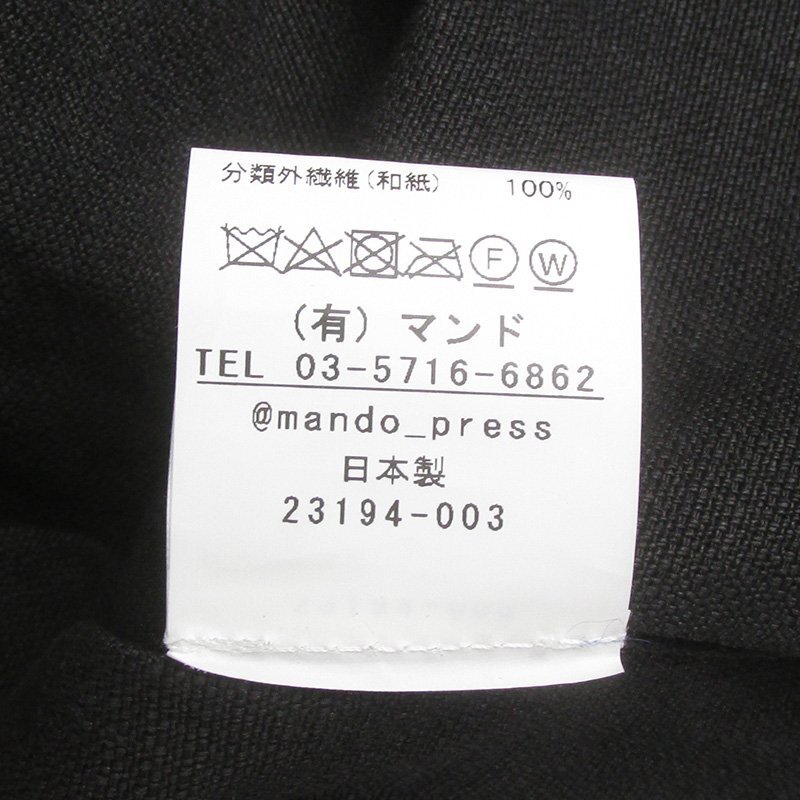 分類外繊維(和紙) 100%
F W
(有) マンド
TEL 03-5716-6862
@mando_press
日本製
23194-003